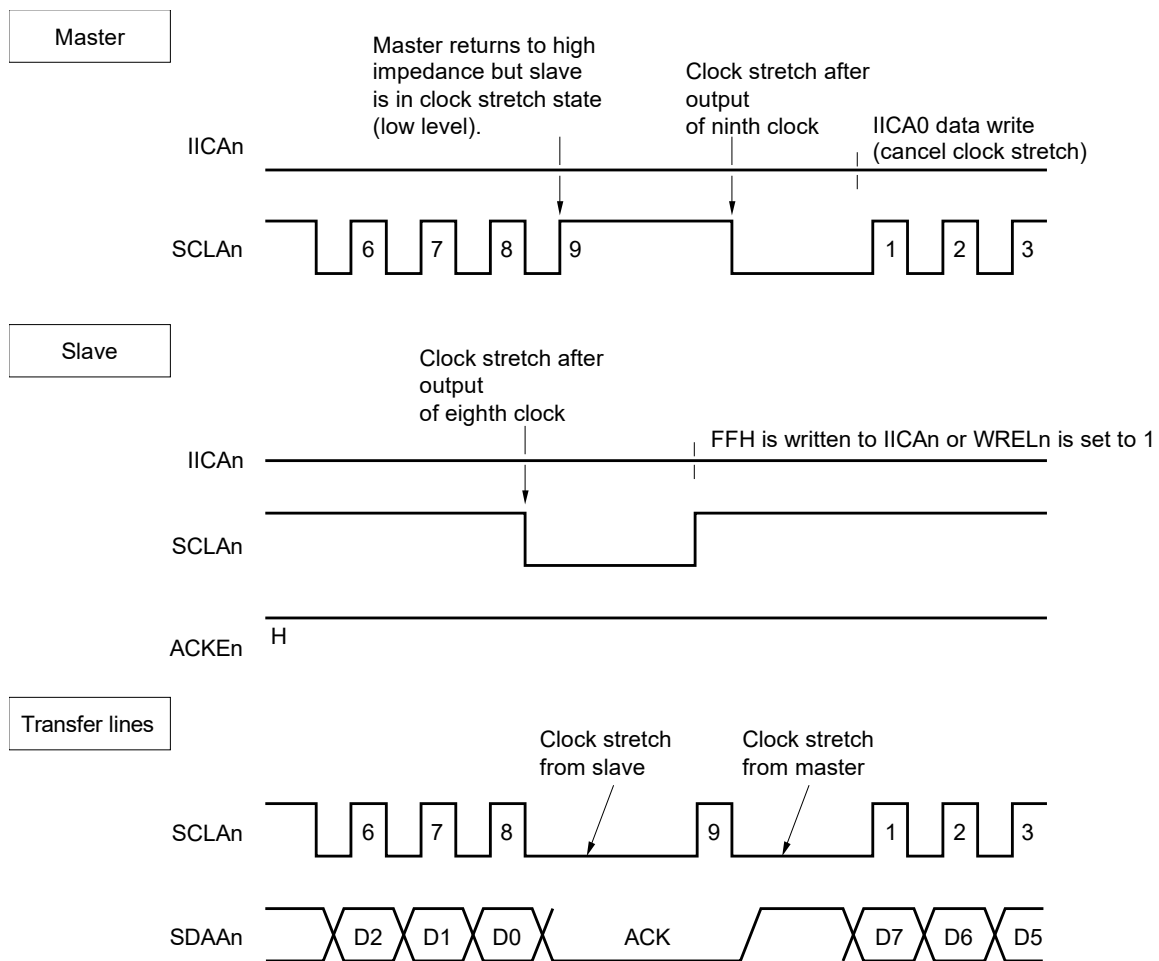 Master
Master returns to high
impedance but slave
is in clock stretch state
(low level).
Clock stretch after
output
of ninth clock
IICA0 data write
(cancel clock stretch)
IICAn
SCLAn
6 7 8 9 1 2 3
Slave
Clock stretch after
output
of eighth clock
FFH is written to IICAn or WRELn is set to 1
IICAn
SCLAn
H
ACKEn
Transfer lines
Clock stretch
from slave
Clock stretch
from master
SCLAn
6 7 8 9 1 2 3
SDAAn
D2 D1 D0 ACK D7 D6 D5